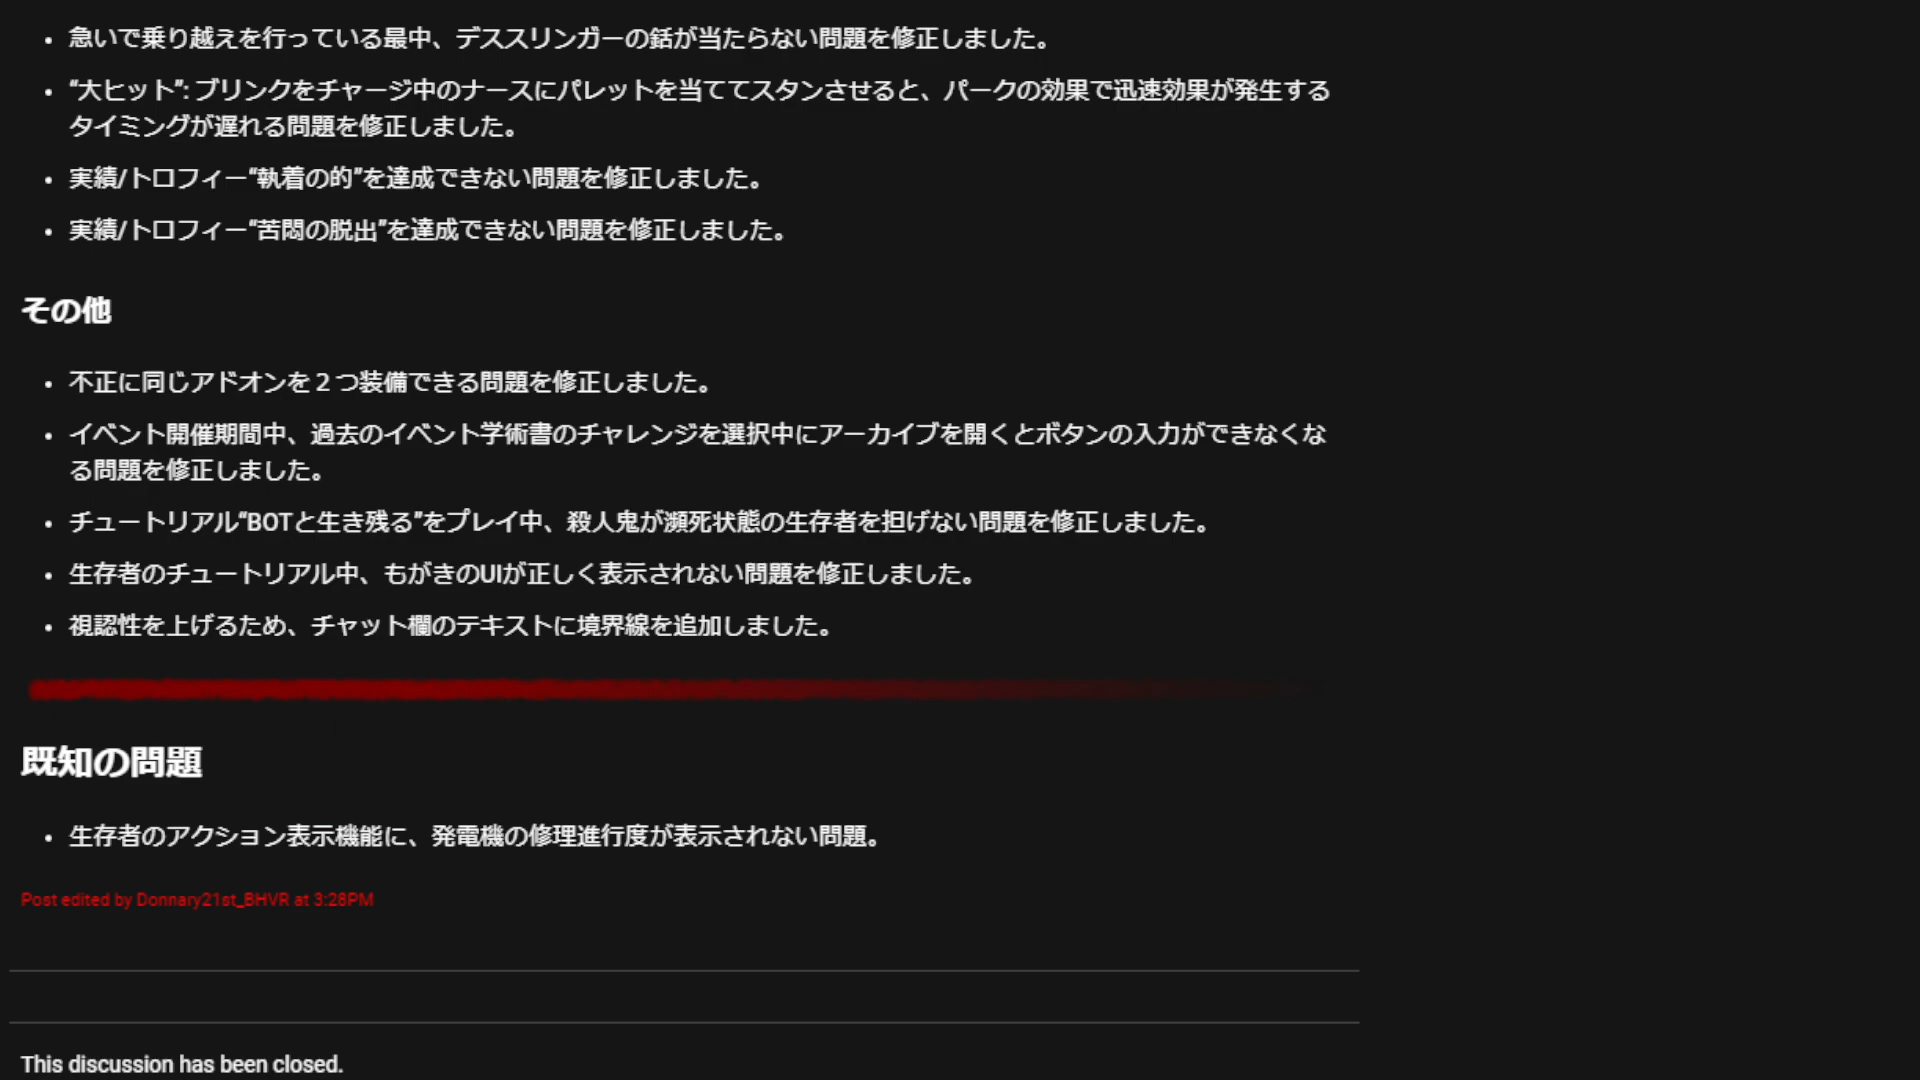 急いで乗り越えを行っている最中、デススリンガーの銛が当たらない問題を修正しました。
“大ヒット”: ブリンクをチャージ中のナースにパレットを当ててスタンさせると、パークの効果で迅速効果が発生する
タイミングが遅れる問題を修正しました。
実績/トロフィー“執着の的”を達成できない問題を修正しました。
実績/トロフィー“苦悶の脱出”を達成できない問題を修正しました。
その他
不正に同じアドオンを２つ装備できる問題を修正しました。
イベント開催期間中、過去のイベント学術書のチャレンジを選択中にアーカイブを開くとボタンの入力ができなくな
る問題を修正しました。
チュートリアル“BOTと生き残る”をプレイ中、殺人鬼が瀕死状態の生存者を担げない問題を修正しました。
生存者のチュートリアル中、もがきのUIが正しく表示されない問題を修正しました。
視認性を上げるため、チャット欄のテキストに境界線を追加しました。
既知の問題
生存者のアクション表示機能に、発電機の修理進行度が表示されない問題。
Post edited by Donnary21st_BHVR at 3:28PM
This discussion has been closed.